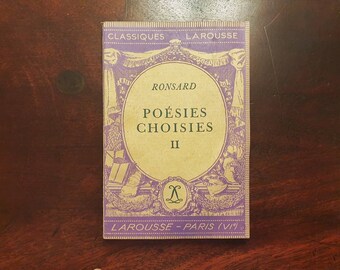 CLASSIQUES LAROUSSE
RONSARD
POÉSIES
CHOISIES
II
LAROUSSE - PARIS (VIe)